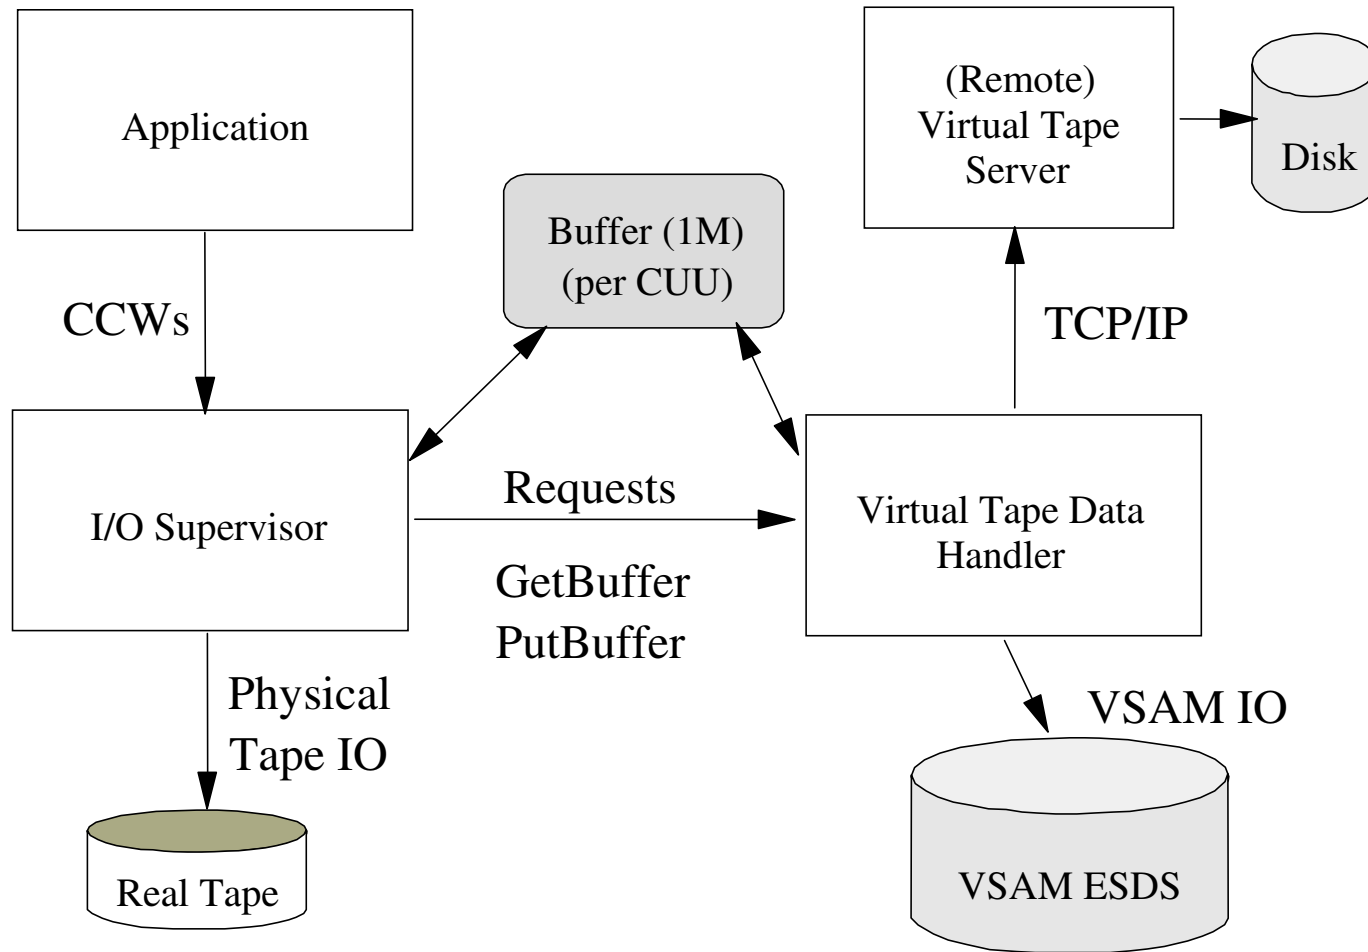 Application
(Remote)
Virtual Tape
Server
Disk
Buffer (1M)
(per CUU)
CCWs
TCP/IP
I/O Supervisor
Requests
GetBuffer
PutBuffer
Virtual Tape Data
Handler
Physical
Tape IO
VSAM IO
Real Tape
VSAM ESDS